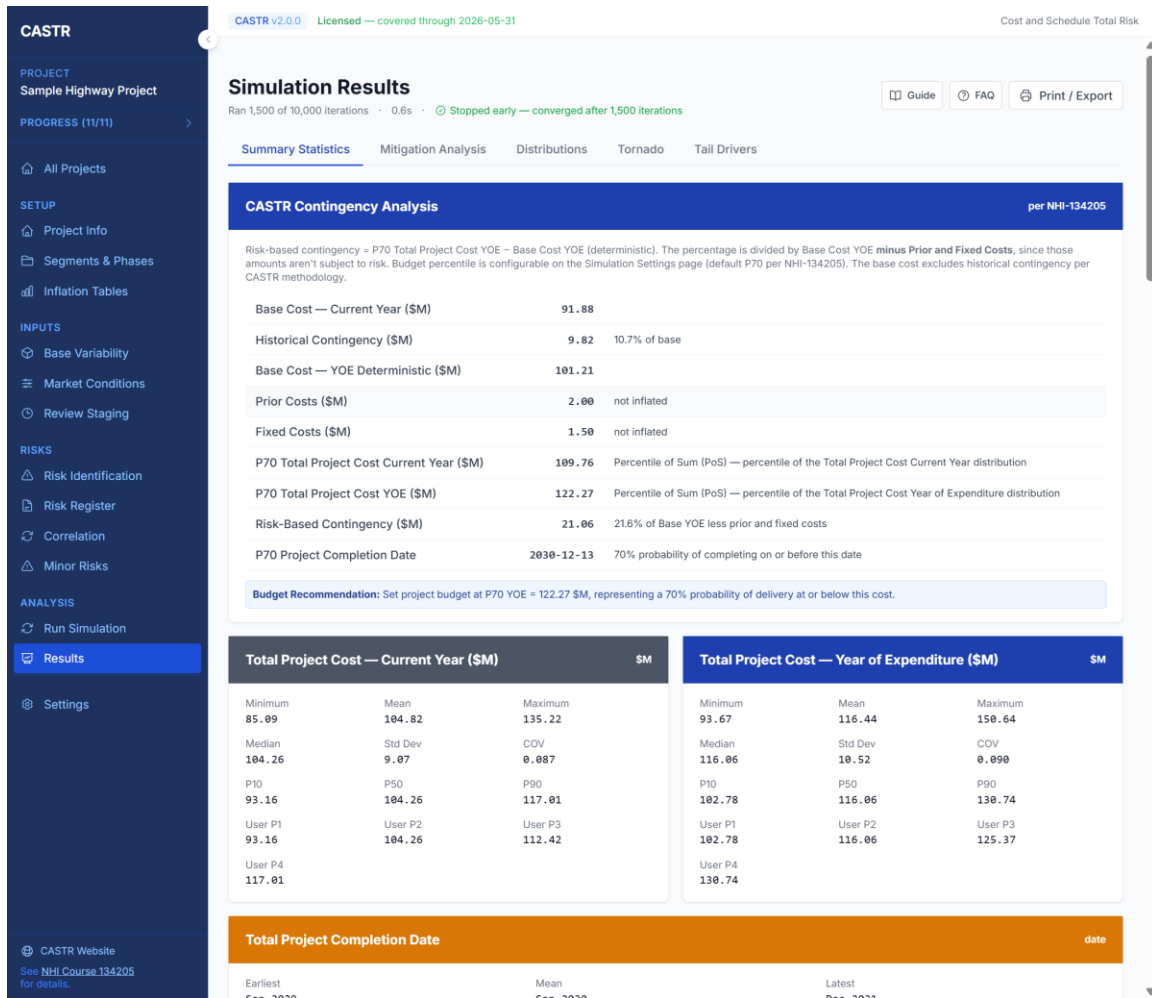 CASTR
CASTR v2.0.0 Licensed — covered through 2026-05-31
Cost and Schedule Total Risk
PROJECT
Sample Highway Project
PROGRESS (11/11)
All Projects
SETUP
Project Info
Segments & Phases
Inflation Tables
INPUTS
Base Variability
Market Conditions
Review Staging
RISKS
Risk Identification
Risk Register
Correlation
Minor Risks
ANALYSIS
Run Simulation
Results
Settings
CASTR Website
See NHI Course 134205
for details.
Simulation Results
Ran 1,500 of 10,000 iterations · 0.6s · Stopped early — converged after 1,500 iterations
Guide
FAQ
Print / Export
Summary Statistics Mitigation Analysis Distributions Tornado Tail Drivers
CASTR Contingency Analysis per NHI-134205
Risk-based contingency = P70 Total Project Cost YOE − Base Cost YOE (deterministic). The percentage is divided by Base Cost YOE minus Prior and Fixed Costs, since those
amounts aren't subject to risk. Budget percentile is configurable on the Simulation Settings page (default P70 per NHI-134205). The base cost excludes historical contingency per
CASTR methodology.
Base Cost — Current Year ($M) 91.88
Historical Contingency ($M) 9.82 10.7% of base
Base Cost — YOE Deterministic ($M) 101.21
Prior Costs ($M) 2.00 not inflated
Fixed Costs ($M) 1.50 not inflated
P70 Total Project Cost Current Year ($M) 109.76 Percentile of Sum (PoS) — percentile of the Total Project Cost Current Year distribution
P70 Total Project Cost YOE ($M) 122.27 Percentile of Sum (PoS) — percentile of the Total Project Cost Year of Expenditure distribution
Risk-Based Contingency ($M) 21.06 21.6% of Base YOE less prior and fixed costs
P70 Project Completion Date 2030-12-13 70% probability of completing on or before this date
Budget Recommendation: Set project budget at P70 YOE = 122.27 $M, representing a 70% probability of delivery at or below this cost.
Total Project Cost — Current Year ($M) $M
Minimum Mean Maximum
85.09 104.82 135.22
Median Std Dev COV
104.26 9.07 0.087
P10 P50 P90
93.16 104.26 117.01
User P1 User P2 User P3
93.16 104.26 112.42
User P4
117.01
Total Project Cost — Year of Expenditure ($M) $M
Minimum Mean Maximum
93.67 116.44 150.64
Median Std Dev COV
116.06 10.52 0.090
P10 P50 P90
102.78 116.06 130.74
User P1 User P2 User P3
102.78 116.06 125.37
User P4
130.74
Total Project Completion Date date
Earliest Mean Latest